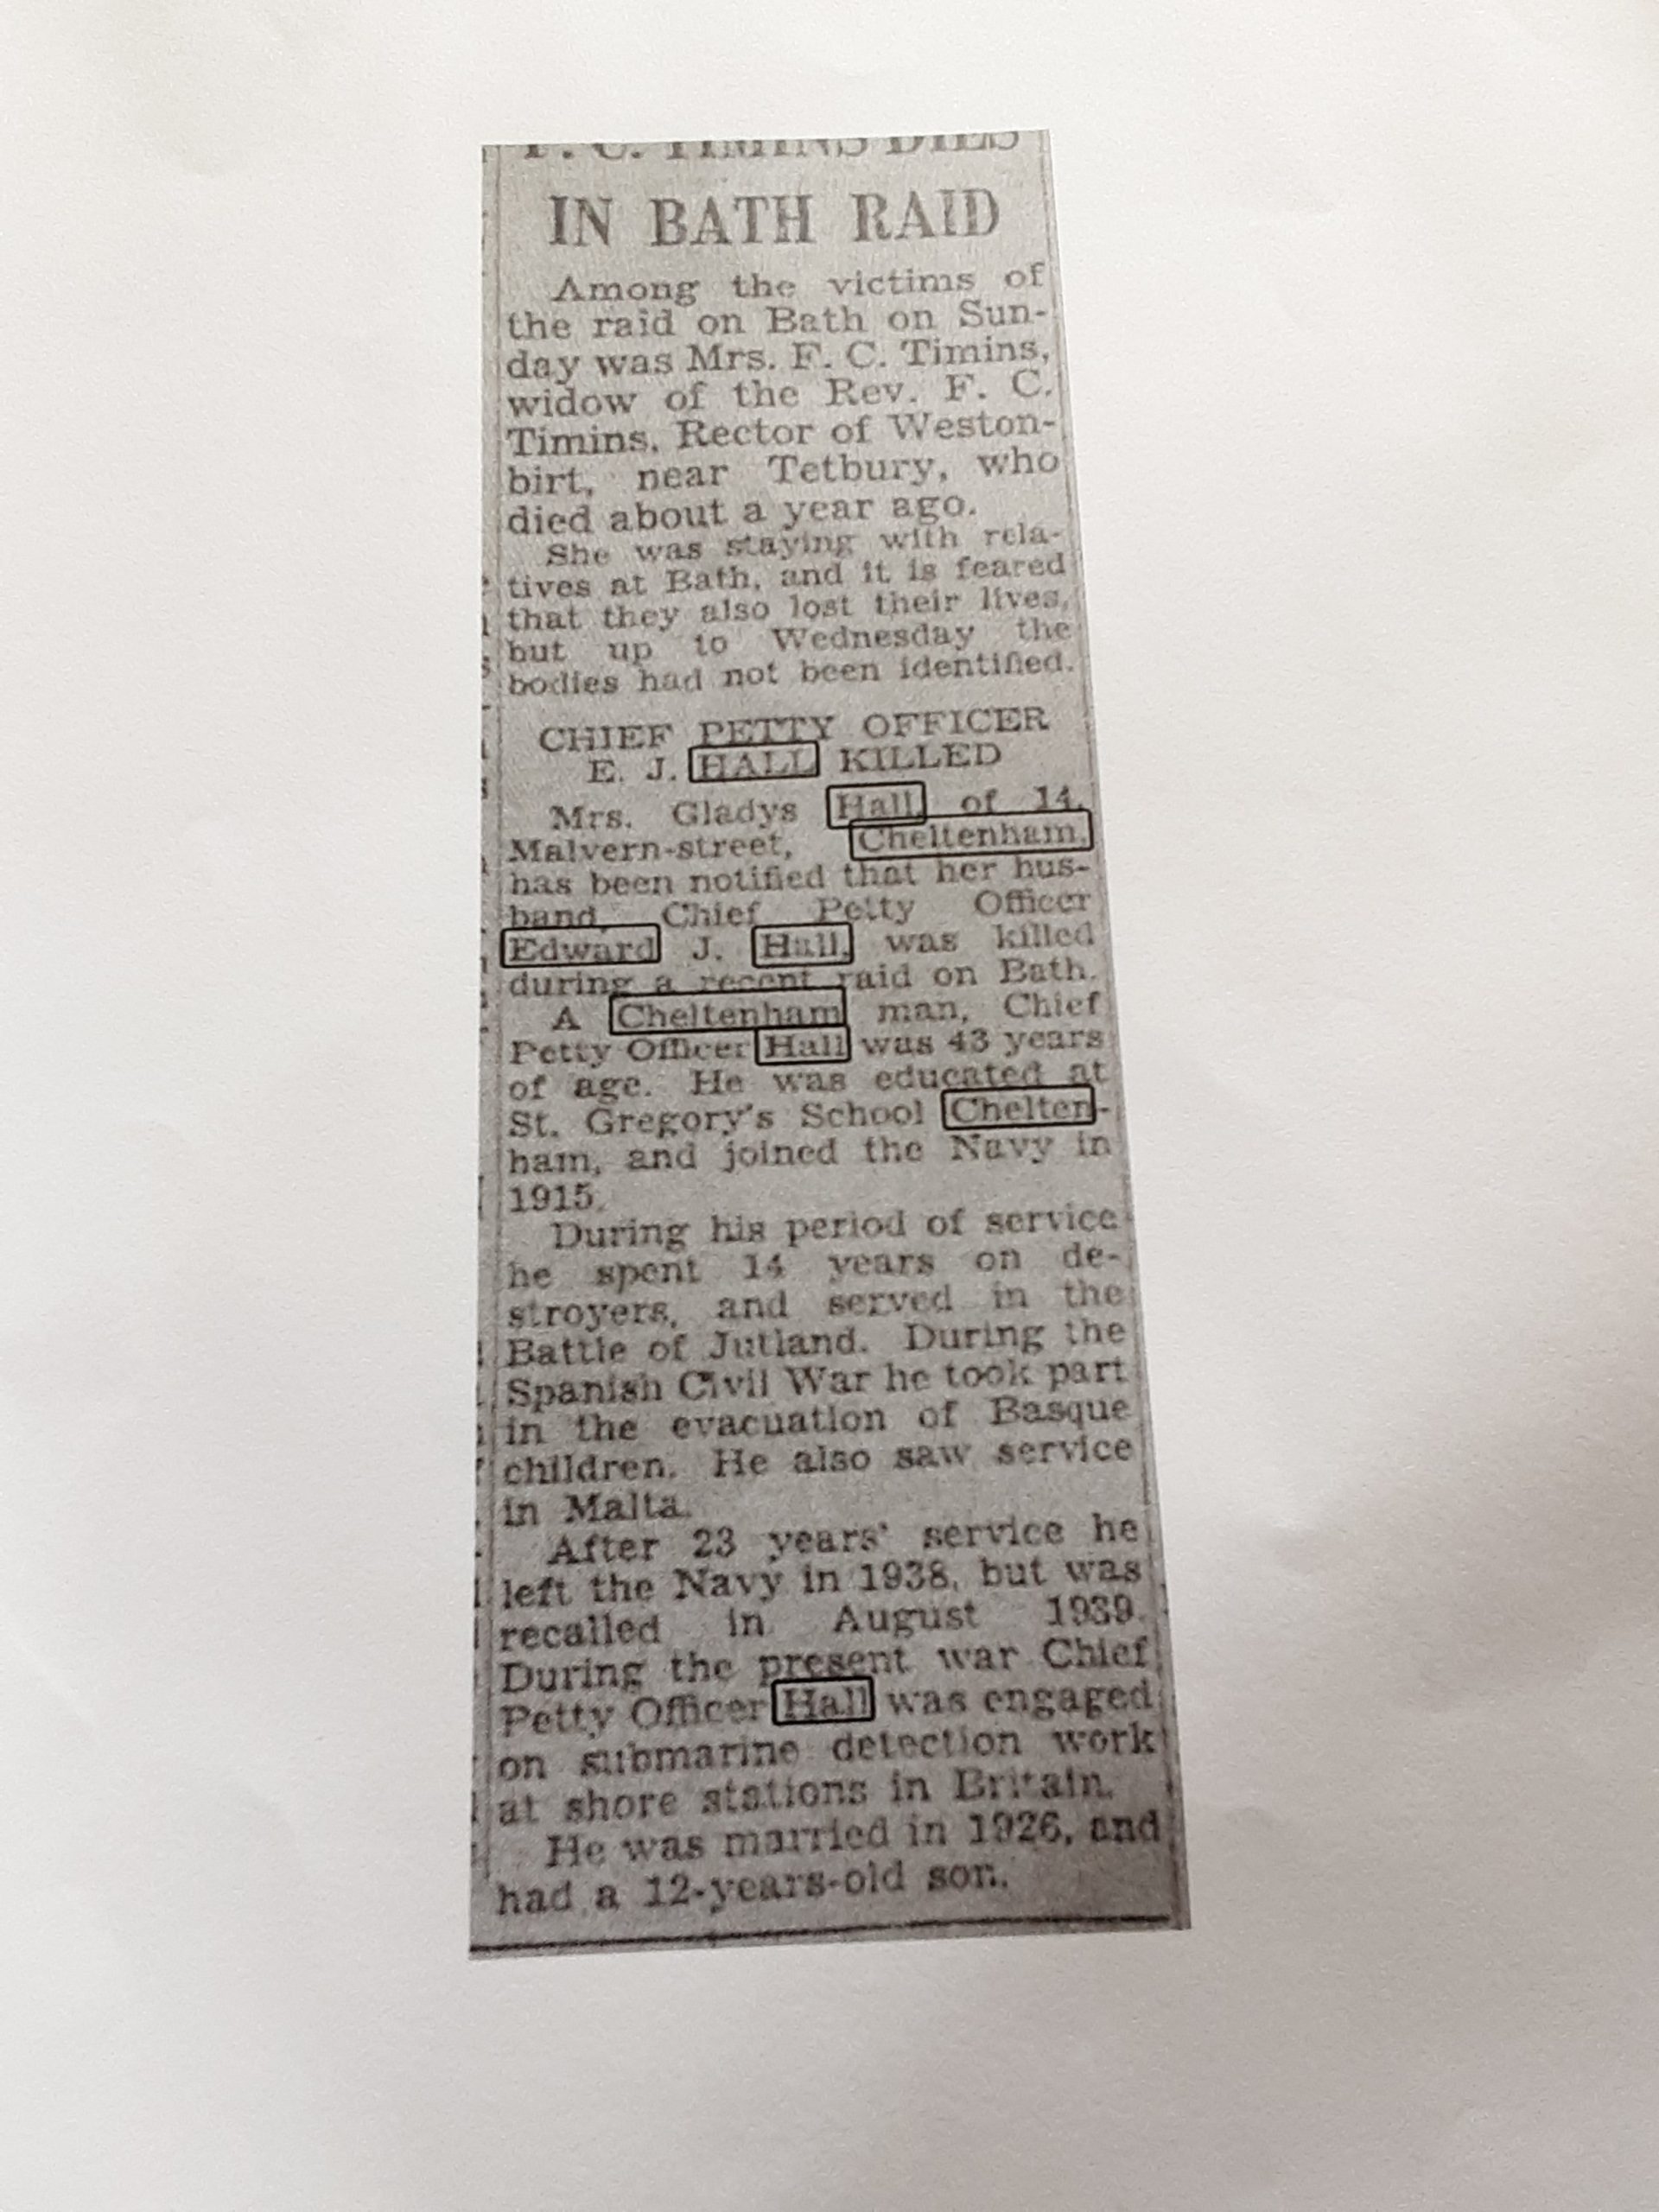 F. C. TIMINS DIES
IN BATH RAID
Among the victims of
the raid on Bath on Sun-
day was Mrs. F. C. Timins,
widow of the Rev. F. C.
Timins, Rector of Weston-
birt, near Tetbury, who
died about a year ago.
She was staying with rela-
tives at Bath, and it is feared
that they also lost their lives,
but up to Wednesday the
bodies had not been identified.
CHIEF PETTY OFFICER
E. J. HALL KILLED
Mrs. Gladys Hall, of 14,
Malvern-street, Cheltenham,
has been notified that her hus-
band, Chief Petty Officer
Edward J. Hall, was killed
during a recent raid on Bath.
A Cheltenham man, Chief
Petty Officer Hall was 43 years
of age. He was educated at
St. Gregory's School Chelten-
ham, and joined the Navy in
1915.
During his period of service
he spent 14 years on de-
stroyers, and served in the
Battle of Jutland. During the
Spanish Civil War he took part
in the evacuation of Basque
children. He also saw service
in Malta.
After 23 years' service he
left the Navy in 1938, but was
recalled in August 1939.
During the present war Chief
Petty Officer Hall was engaged
on submarine detection work
at shore stations in Britain.
He was married in 1926, and
had a 12-years-old son.